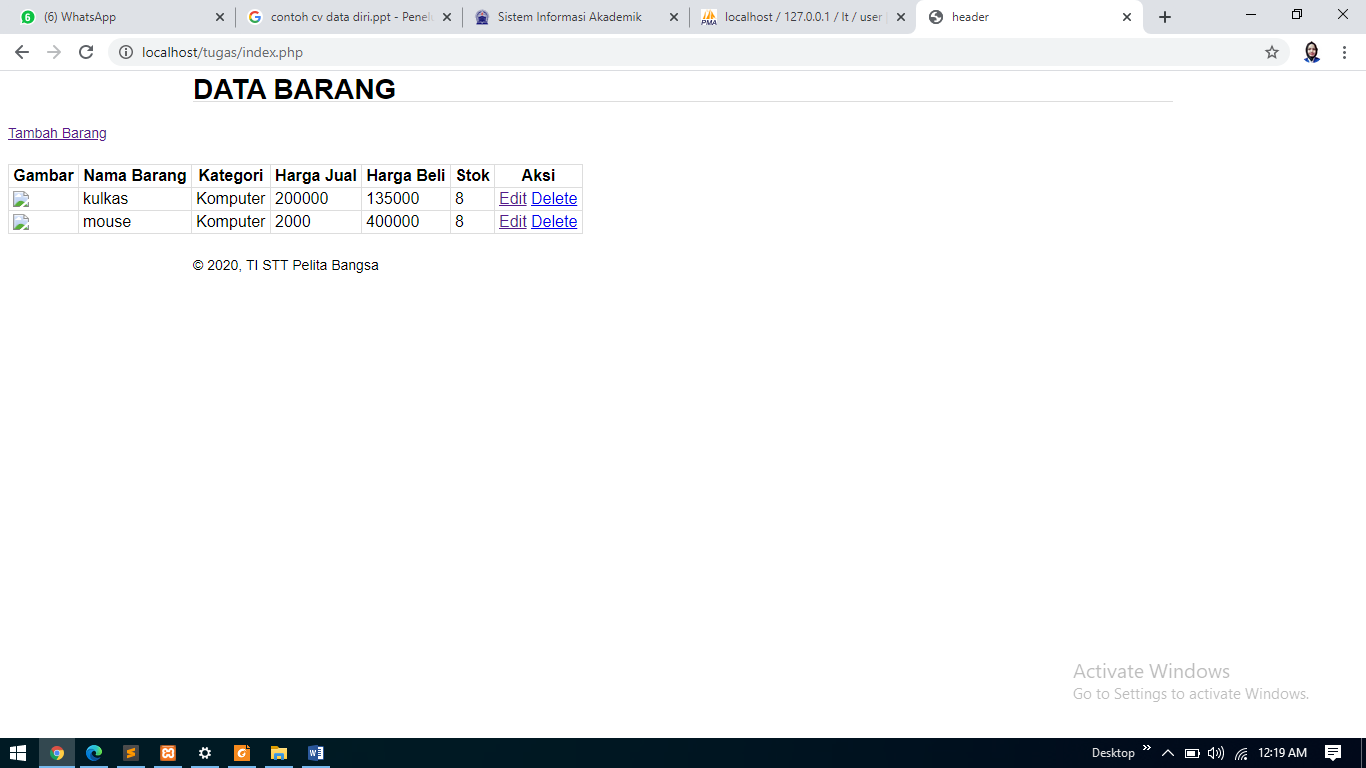 (6) WhatsApp
contoh cv data diri.ppt - Penel
Sistem Informasi Akademik
localhost / 127.0.0.1 / lt / user
header
localhost/tugas/index.php
DATA BARANG
Tambah Barang
Gambar Nama Barang Kategori Harga Jual Harga Beli Stok Aksi
kulkas Komputer 200000 135000 8 Edit Delete
mouse Komputer 2000 400000 8 Edit Delete
© 2020, TI STT Pelita Bangsa
Activate Windows
Go to Settings to activate Windows.
Desktop
12:19 AM